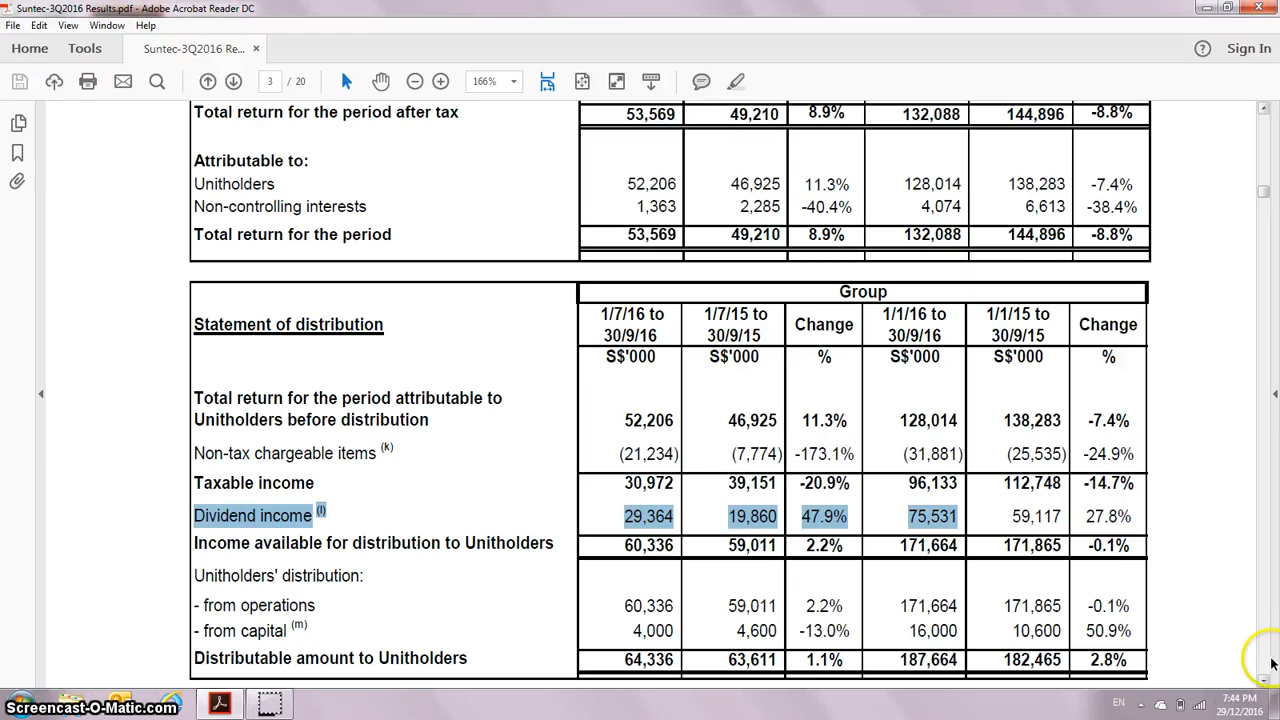 Suntec-3Q2016 Results.pdf - Adobe Acrobat Reader DC
File Edit View Window Help
Home Tools Suntec-3Q2016 Re... × ? Sign In
3 / 20 166%
Total return for the period after tax 53,569 49,210 8.9% 132,088 144,896 -8.8%
Attributable to:
Unitholders 52,206 46,925 11.3% 128,014 138,283 -7.4%
Non-controlling interests 1,363 2,285 -40.4% 4,074 6,613 -38.4%
Total return for the period 53,569 49,210 8.9% 132,088 144,896 -8.8%
Group
Statement of distribution 1/7/16 to 30/9/16 1/7/15 to 30/9/15 Change 1/1/16 to 30/9/16 1/1/15 to 30/9/15 Change
S$'000 S$'000 % S$'000 S$'000 %
Total return for the period attributable to
Unitholders before distribution 52,206 46,925 11.3% 128,014 138,283 -7.4%
Non-tax chargeable items (k) (21,234) (7,774) -173.1% (31,881) (25,535) -24.9%
Taxable income 30,972 39,151 -20.9% 96,133 112,748 -14.7%
Dividend income (l) 29,364 19,860 47.9% 75,531 59,117 27.8%
Income available for distribution to Unitholders 60,336 59,011 2.2% 171,664 171,865 -0.1%
Unitholders' distribution:
- from operations 60,336 59,011 2.2% 171,664 171,865 -0.1%
- from capital (m) 4,000 4,600 -13.0% 16,000 10,600 50.9%
Distributable amount to Unitholders 64,336 63,611 1.1% 187,664 182,465 2.8%
EN 7:44 PM
Screencast-O-Matic.com 29/12/2016